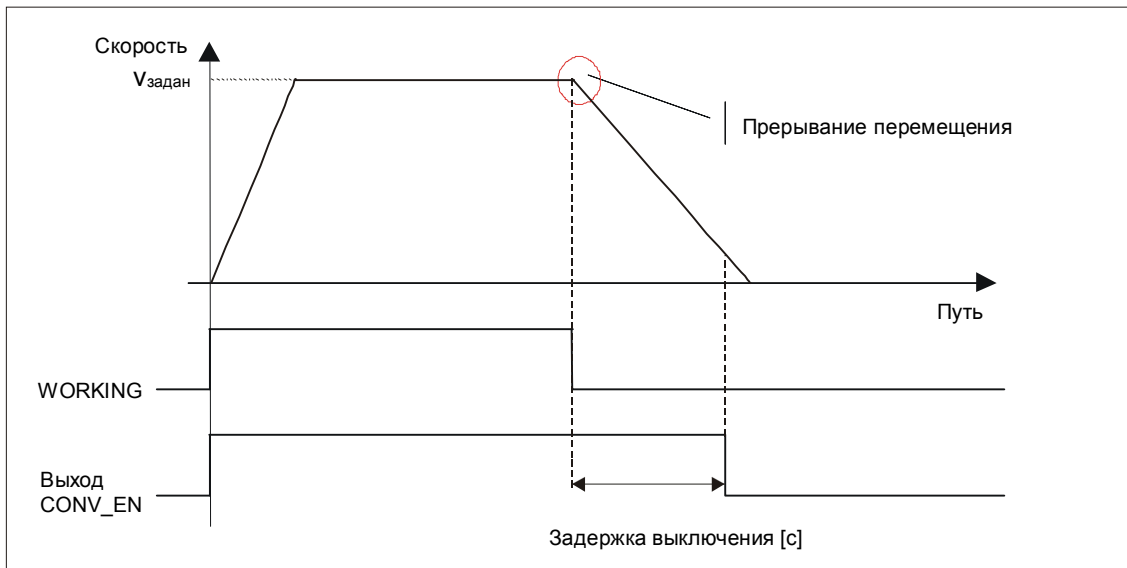 Скорость
vзадан
Прерывание перемещения
Путь
WORKING
Выход
CONV_EN
Задержка выключения [с]